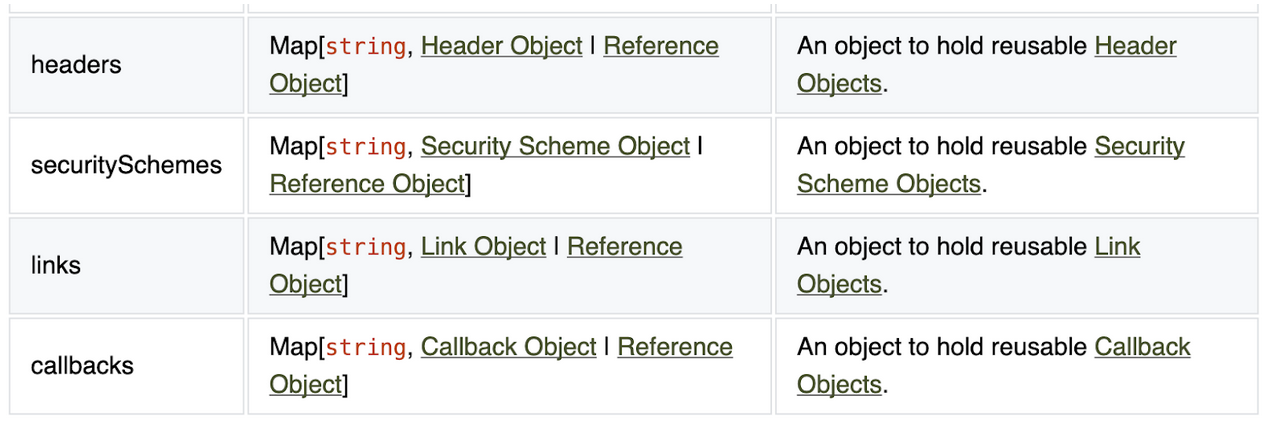 headers
Map[string, Header Object | Reference
Object]
An object to hold reusable Header
Objects.
securitySchemes
Map[string, Security Scheme Object |
Reference Object]
An object to hold reusable Security
Scheme Objects.
links
Map[string, Link Object | Reference
Object]
An object to hold reusable Link
Objects.
callbacks
Map[string, Callback Object | Reference
Object]
An object to hold reusable Callback
Objects.